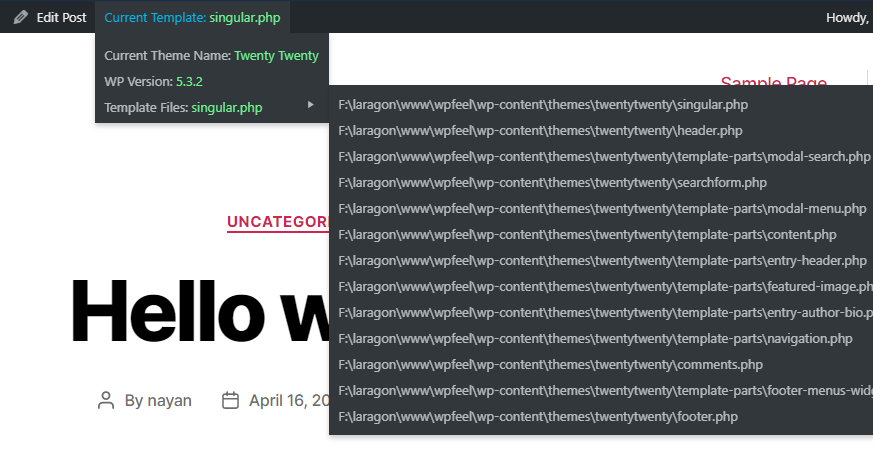 Edit Post Current Template: singular.php Howdy,
Current Theme Name: Twenty Twenty
WP Version: 5.3.2
Template Files: singular.php
Sample Page
F:\laragon\www\wpfeel\wp-content\themes\twentytwenty\singular.php
F:\laragon\www\wpfeel\wp-content\themes\twentytwenty\header.php
F:\laragon\www\wpfeel\wp-content\themes\twentytwenty\template-parts\modal-search.php
F:\laragon\www\wpfeel\wp-content\themes\twentytwenty\searchform.php
F:\laragon\www\wpfeel\wp-content\themes\twentytwenty\template-parts\modal-menu.php
F:\laragon\www\wpfeel\wp-content\themes\twentytwenty\template-parts\content.php
F:\laragon\www\wpfeel\wp-content\themes\twentytwenty\template-parts\entry-header.php
F:\laragon\www\wpfeel\wp-content\themes\twentytwenty\template-parts\featured-image.ph
F:\laragon\www\wpfeel\wp-content\themes\twentytwenty\template-parts\entry-author-bio.p
F:\laragon\www\wpfeel\wp-content\themes\twentytwenty\template-parts\navigation.php
F:\laragon\www\wpfeel\wp-content\themes\twentytwenty\comments.php
F:\laragon\www\wpfeel\wp-content\themes\twentytwenty\template-parts\footer-menus-widg
F:\laragon\www\wpfeel\wp-content\themes\twentytwenty\footer.php
UNCATEGORI
Hello w
By nayan April 16, 20